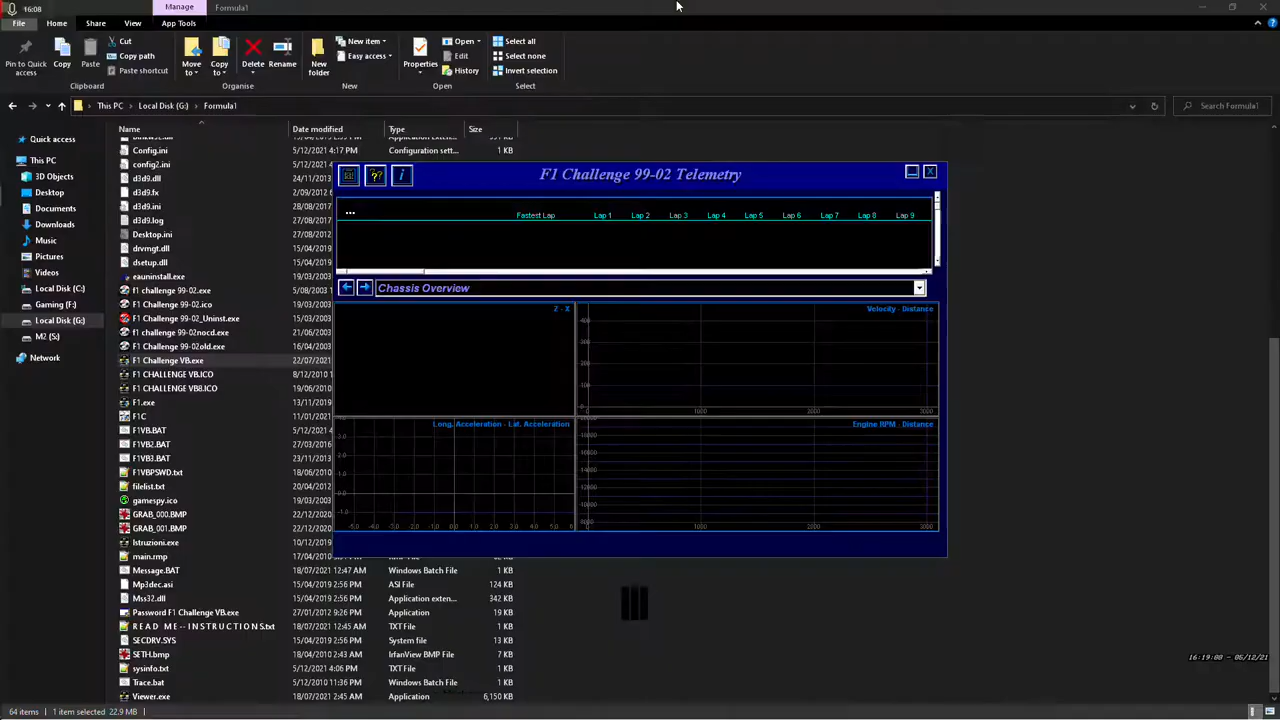 16:08
Manage
Formula1
File
Home
Share
View
App Tools
Pin to Quick access
Copy
Paste
Cut
Copy path
Paste shortcut
Move to
Copy to
Delete
Rename
New folder
New item
Easy access
Properties
Open
Edit
History
Select all
Select none
Invert selection
Clipboard
Organise
New
Open
Select
This PC
Local Disk (G:)
Formula1
Search Formula1
Name
Date modified
Type
Size
Quick access
This PC
3D Objects
Desktop
Documents
Downloads
Music
Pictures
Videos
Local Disk (C:)
Gaming (F:)
Local Disk (G:)
M2 (S:)
Network
Config.ini 5/12/2021 4:17 PM Configuration sett... 1 KB
config2.ini
d3d9.dll
d3d9.fx
d3d9.ini
d3d9.log
Desktop.ini
drvmgt.dll
dsetup.dll
eauninstall.exe
f1 challenge 99-02.exe
F1 Challenge 99-02.ico
F1 Challenge 99-02_Uninst.exe
f1 challenge 99-02nocd.exe
f1 challenge 99-02old.exe
F1 Challenge VB.exe
F1 CHALLENGE VB.ICO
F1 CHALLENGE VB8.ICO
F1.exe
F1C
F1VB.BAT
F1VB2.BAT
F1VB3.BAT
F1VBPSWD.txt
filelist.txt
gamespy.ico
GRAB_000.BMP
GRAB_001.BMP
Istruzioni.exe
main.rmp
Message.BAT 18/07/2021 12:47 AM Windows Batch File 1 KB
Mp3dec.asi 15/04/2019 2:56 PM ASI File 124 KB
Mss32.dll 15/04/2019 2:56 PM Application exten... 342 KB
Password F1 Challenge VB.exe 27/01/2012 9:26 PM Application 19 KB
R E A D M E -- I N S T R U C T I O N S.txt 18/07/2021 12:45 AM TXT File 1 KB
SECDRV.SYS 15/04/2019 2:56 PM System file 13 KB
SETH.bmp 18/04/2010 2:43 AM IrfanView BMP File 7 KB
sysinfo.txt 5/12/2021 4:06 PM TXT File 1 KB
Trace.bat 5/12/2010 11:36 PM Windows Batch File 1 KB
Viewer.exe 18/07/2021 2:45 AM Application 6,150 KB
64 items
1 item selected 22.9 MB
F1 Challenge 99-02 Telemetry
...
Fastest Lap Lap 1 Lap 2 Lap 3 Lap 4 Lap 5 Lap 6 Lap 7 Lap 8 Lap 9
Chassis Overview
Z - X
Velocity - Distance
Long. Acceleration - Lat. Acceleration
Engine RPM - Distance
16:19:08 - 05/12/21